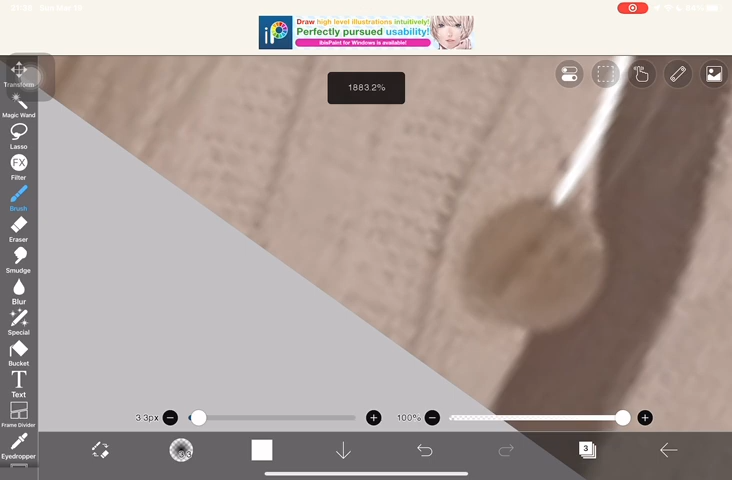 Draw high level illustrations intuitively!
Perfectly pursued usability!
ibisPaint for Windows is available!
iP
1883.2%
Transform
Magic Wand
Lasso
FX
Filter
Brush
Eraser
Smudge
Blur
Special
Bucket
T
Text
Frame Divider
Eyedropper
3.3px
100%
3